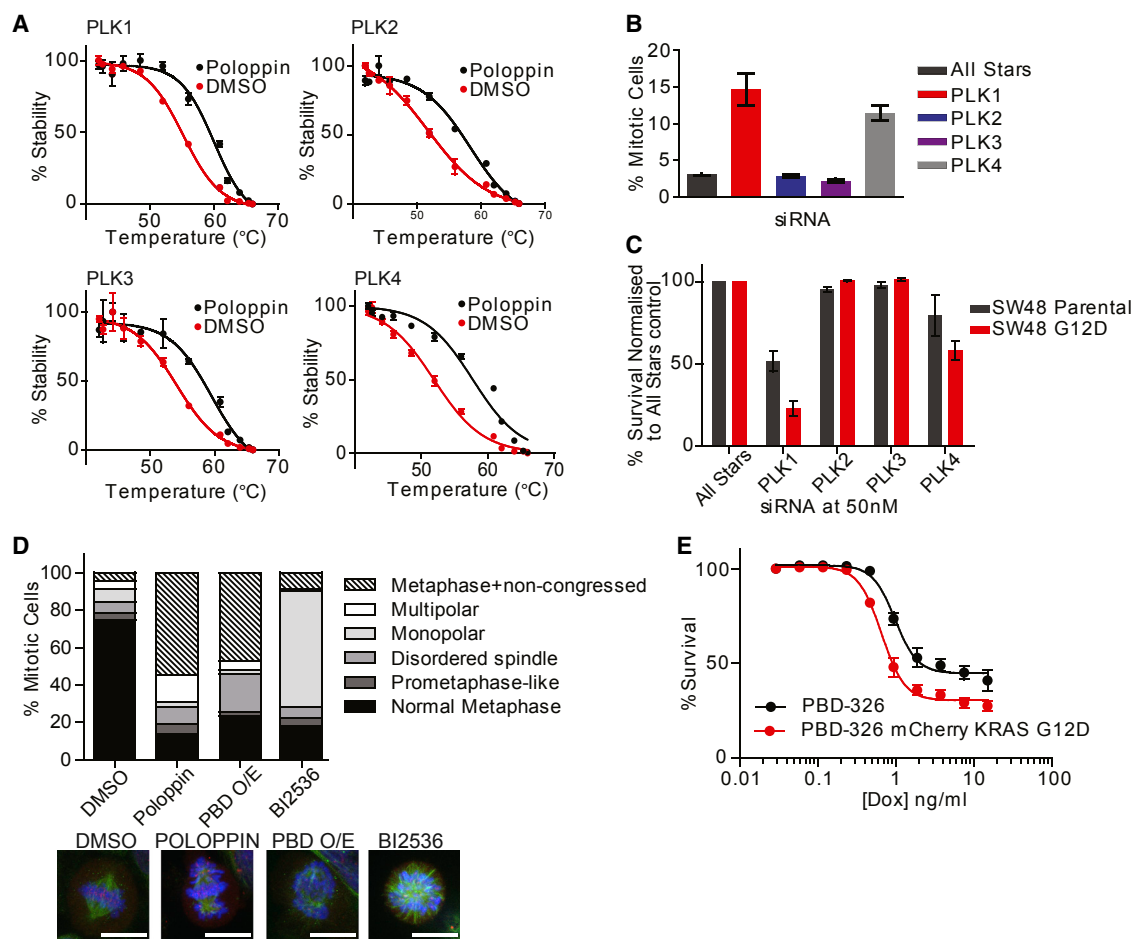 A
PLK1
% Stability
100
50
0
Poloppin
DMSO
50
60
70
Temperature (°C)
PLK2
% Stability
100
50
0
Poloppin
DMSO
50
60
70
Temperature (°C)
PLK3
% Stability
100
50
0
Poloppin
DMSO
50
60
70
Temperature (°C)
PLK4
% Stability
100
50
0
Poloppin
DMSO
50
60
70
Temperature (°C)
B
% Mitotic Cells
20
15
10
5
0
siRNA
All Stars
PLK1
PLK2
PLK3
PLK4
C
% Survival Normalised
to All Stars control
100
50
0
All Stars
PLK1
PLK2
PLK3
PLK4
siRNA at 50nM
SW48 Parental
SW48 G12D
D
% Mitotic Cells
100
80
60
40
20
0
DMSO
Poloppin
PBD O/E
BI2536
Metaphase+non-congressed
Multipolar
Monopolar
Disordered spindle
Prometaphase-like
Normal Metaphase
DMSO
POLOPPIN
PBD O/E
BI2536
E
%Survival
100
50
0
PBD-326
PBD-326 mCherry KRAS G12D
0.01
0.1
1
10
100
[Dox] ng/ml